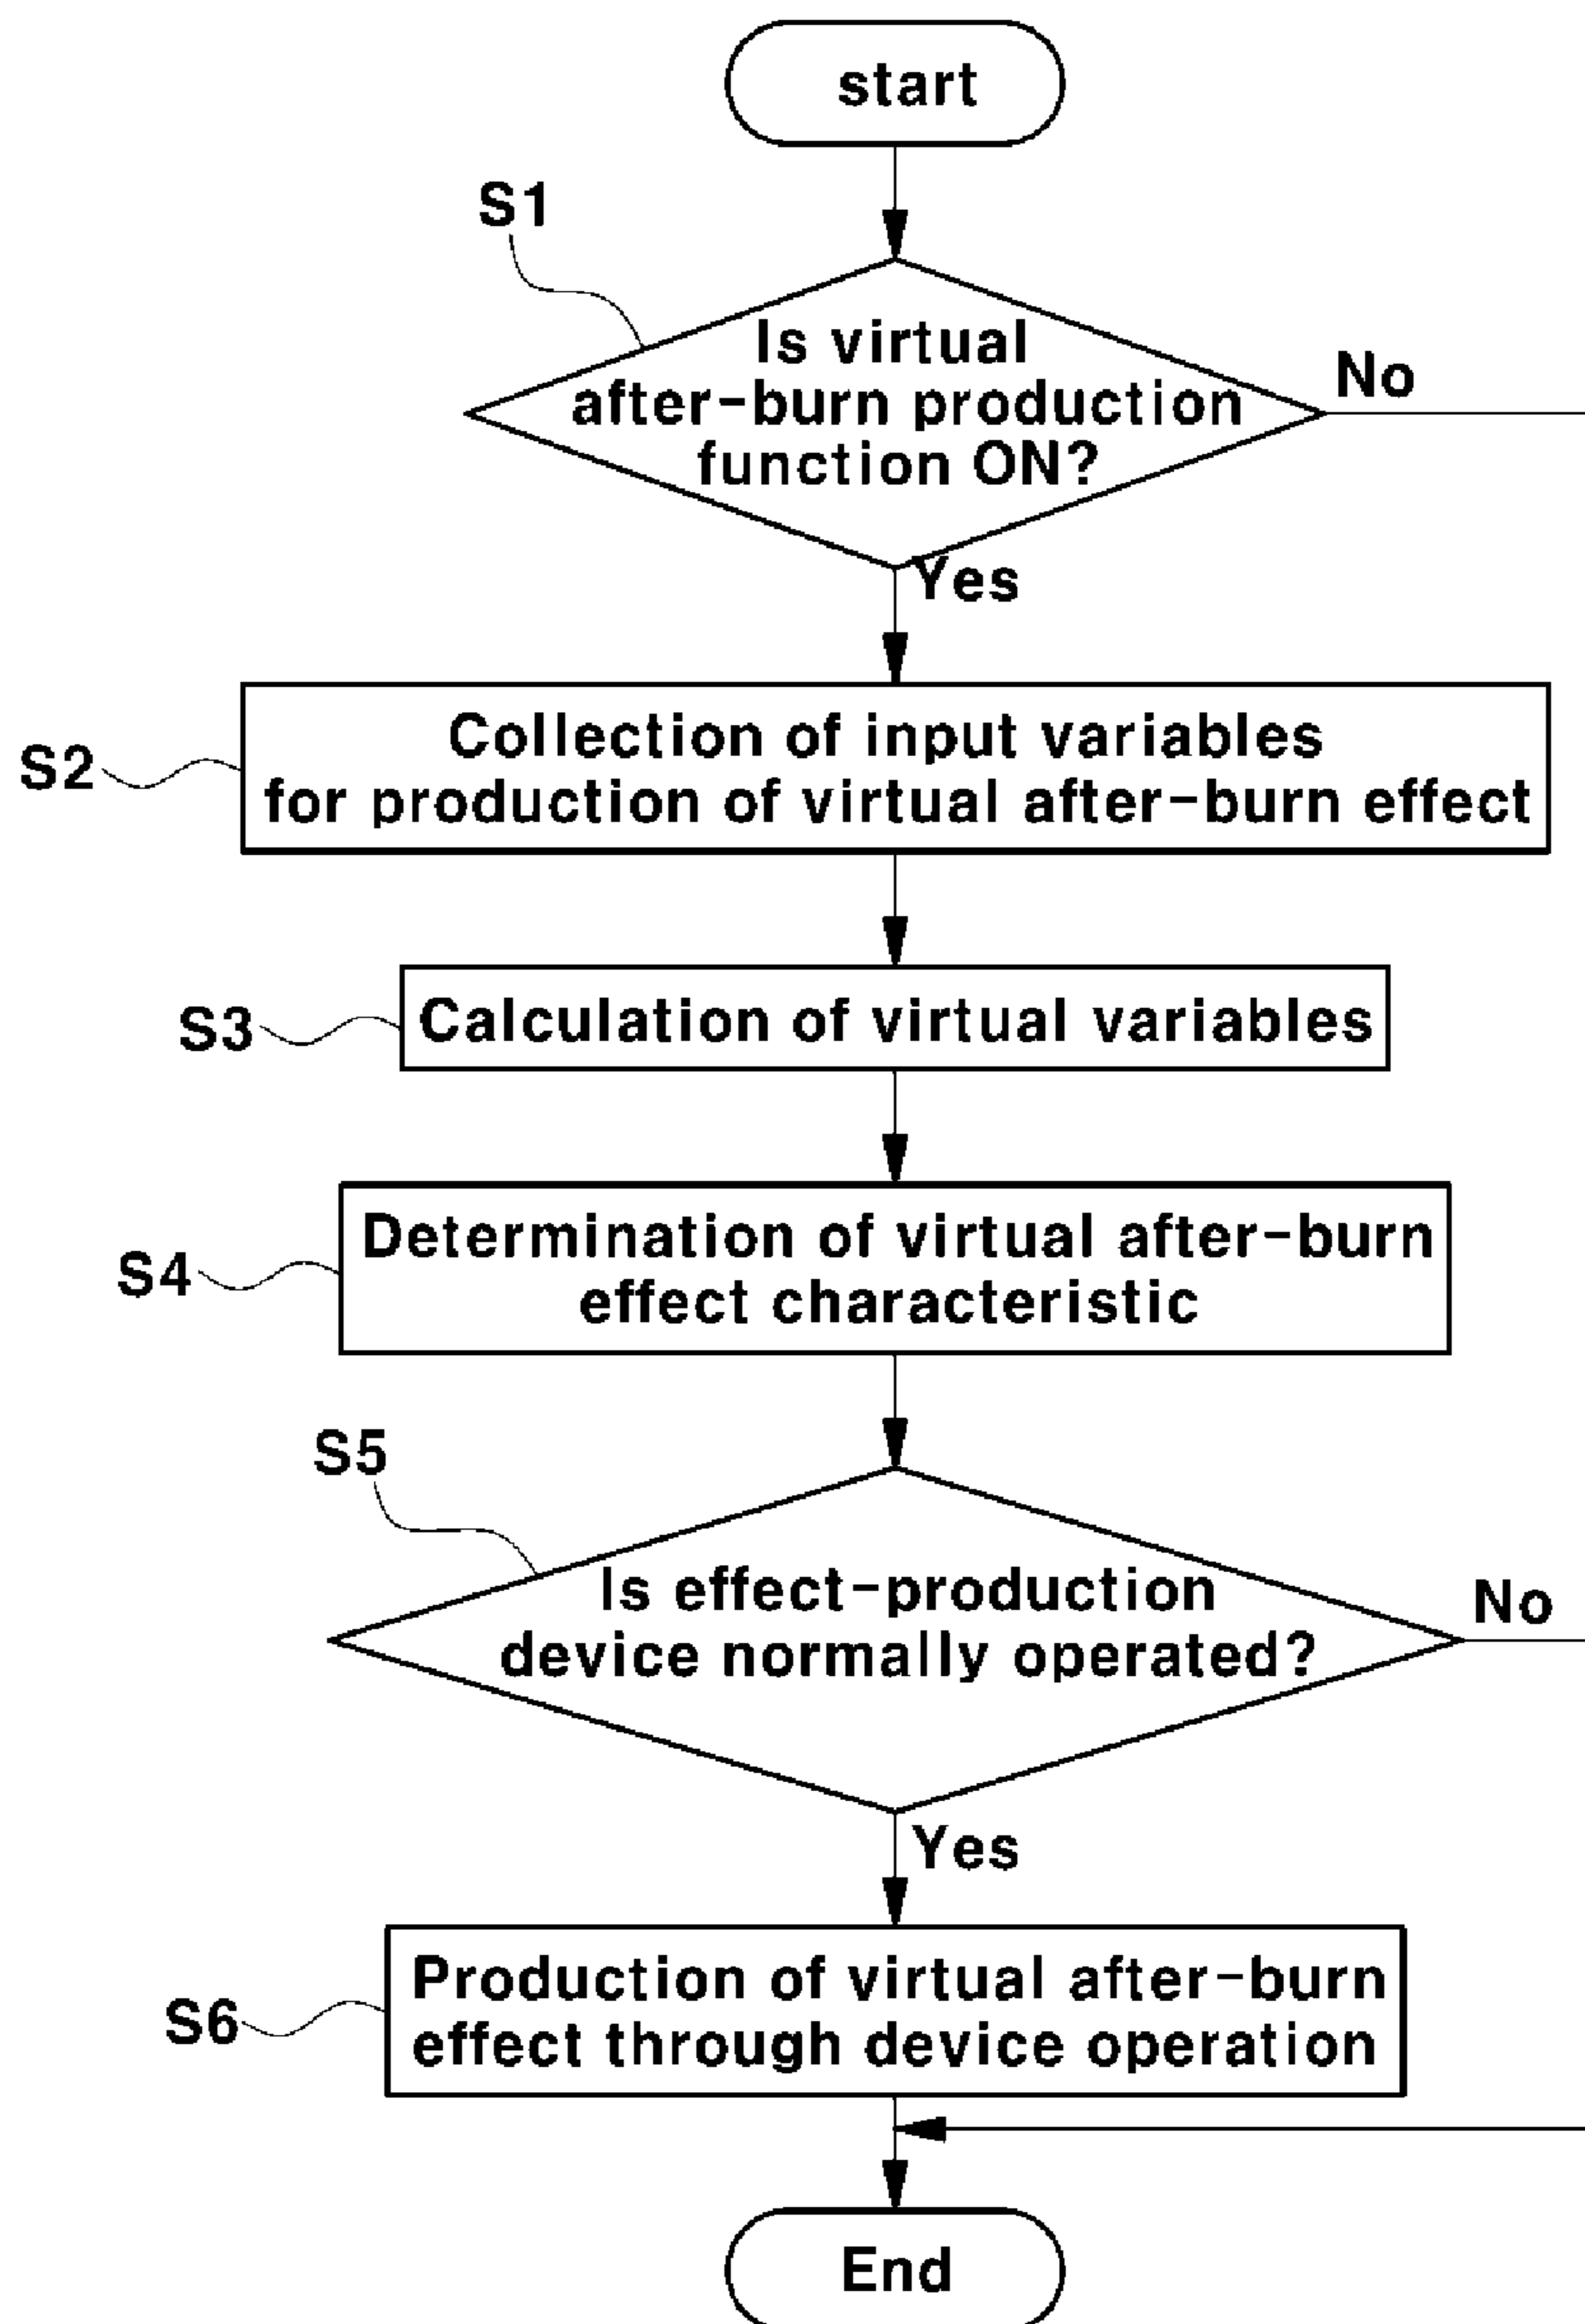 start
S1
Is virtual
after-burn production
function ON?
No
Yes
S2
Collection of input variables
for production of virtual after-burn effect
S3
Calculation of virtual variables
S4
Determination of virtual after-burn
effect characteristic
S5
Is effect-production
device normally operated?
No
Yes
S6
Production of virtual after-burn
effect through device operation
End